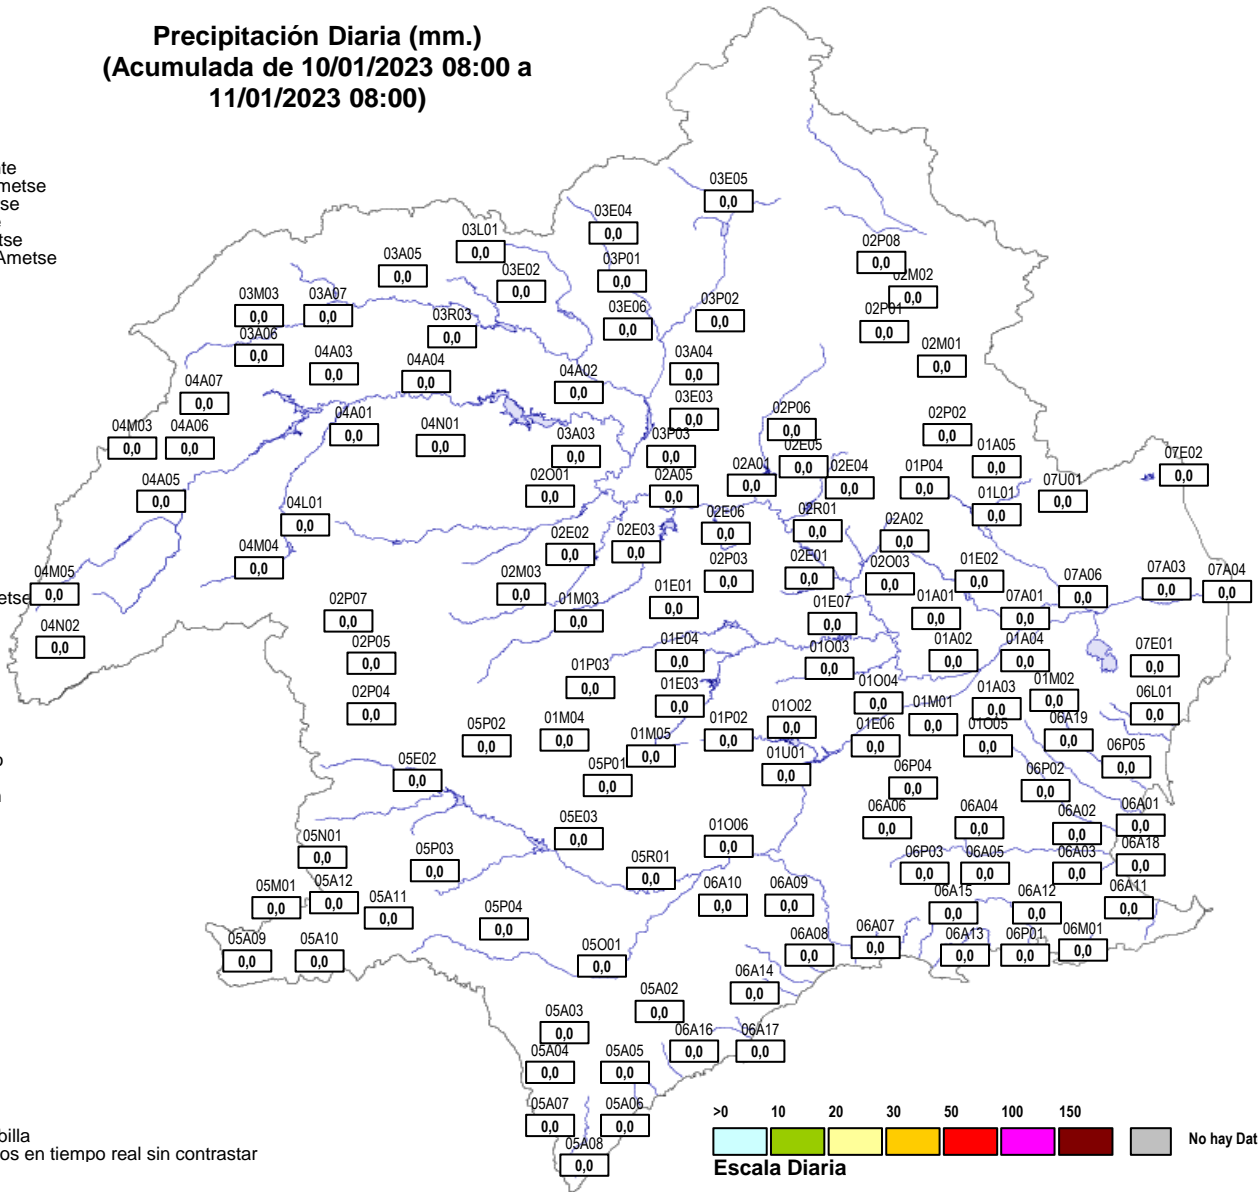 Precipitación Diaria (mm.)
(Acumulada de 10/01/2023 08:00 a
11/01/2023 08:00)
nte
metse
tse
e
tse
Ametse
03E05
0,0
03E04
0,0
03L01
0,0
03A05
0,0
03P01
0,0
02P08
0,0
03E02
0,0
02M02
0,0
03M03
0,0
03A07
0,0
03P02
0,0
03E06
0,0
02P01
0,0
03R03
0,0
03A06
0,0
02M01
0,0
04A03
0,0
03A04
0,0
04A04
0,0
04A02
0,0
04A07
0,0
03E03
0,0
02P06
0,0
04A01
0,0
02P02
0,0
04M03
0,0
04A06
0,0
04N01
0,0
03A03
0,0
03P03
0,0
02E05
0,0
01A05
0,0
07E02
0,0
02A01
0,0
02E04
0,0
01P04
0,0
02O01
0,0
02A05
0,0
04A05
0,0
07U01
0,0
01L01
0,0
04L01
0,0
02E06
0,0
02R01
0,0
02A02
0,0
02E02
0,0
02E03
0,0
04M04
0,0
02P03
0,0
02E01
0,0
02O03
0,0
01E02
0,0
04M05
0,0
etse
02M03
0,0
07A06
0,0
07A03
0,0
07A04
0,0
01E01
0,0
02P07
0,0
01M03
0,0
01E07
0,0
01A01
0,0
07A01
0,0
04N02
0,0
02P05
0,0
01E04
0,0
01O03
0,0
01A02
0,0
01A04
0,0
07E01
0,0
01P03
0,0
02P04
0,0
01E03
0,0
01O04
0,0
01A03
0,0
01M02
0,0
06L01
0,0
05P02
0,0
01M04
0,0
01P02
0,0
01O02
0,0
01M01
0,0
01E06
0,0
01O05
0,0
06A19
0,0
01M05
0,0
o
05E02
0,0
05P01
0,0
01U01
0,0
06P04
0,0
06P02
0,0
06P05
0,0
05E03
0,0
06A06
0,0
06A04
0,0
06A02
0,0
06A01
0,0
01O06
0,0
05N01
0,0
05P03
0,0
05R01
0,0
06P03
0,0
06A05
0,0
06A03
0,0
06A18
0,0
05M01
0,0
05A12
0,0
05A11
0,0
06A10
0,0
06A09
0,0
06A15
0,0
06A12
0,0
06A11
0,0
05P04
0,0
05A09
0,0
05A10
0,0
05O01
0,0
06A08
0,0
06A07
0,0
06A13
0,0
06P01
0,0
06M01
0,0
06A14
0,0
05A02
0,0
05A03
0,0
06A16
0,0
06A17
0,0
05A04
0,0
05A05
0,0
05A07
0,0
05A06
0,0
05A08
0,0
billa
os en tiempo real sin contrastar
>0 10 20 30 50 100 150
No hay Dat
Escala Diaria